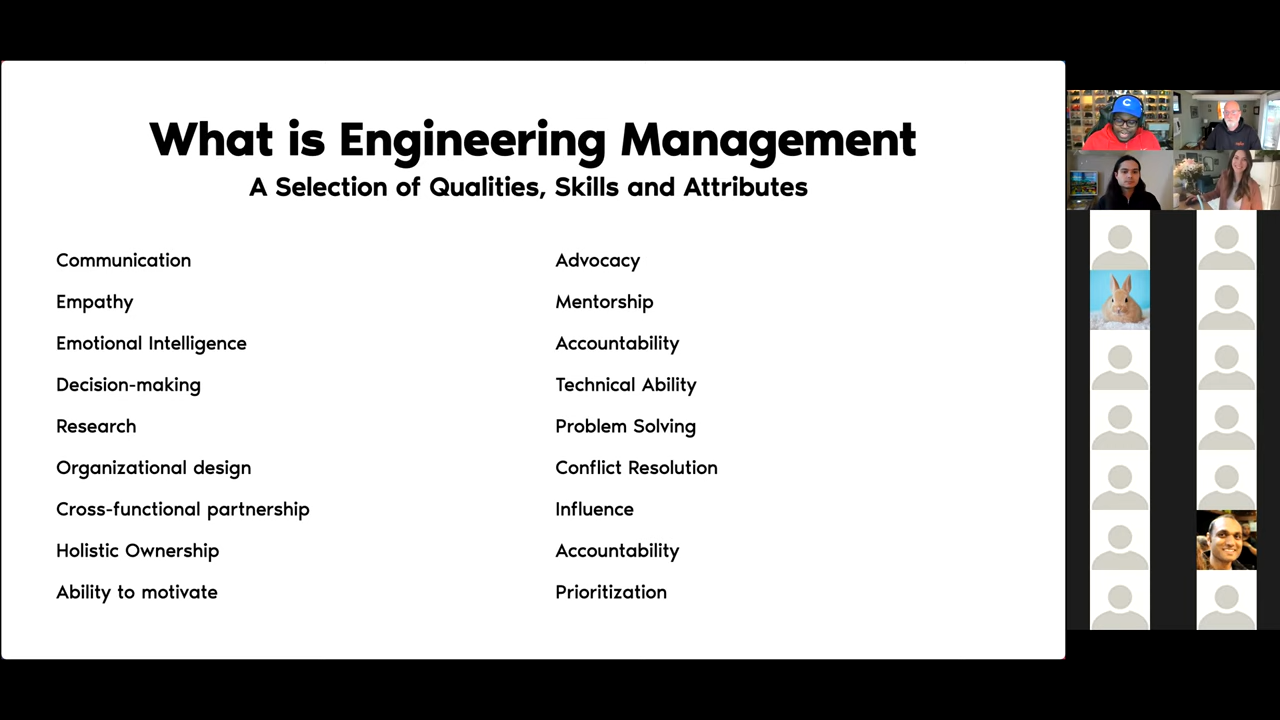 What is Engineering Management
A Selection of Qualities, Skills and Attributes
Communication
Empathy
Emotional Intelligence
Decision-making
Research
Organizational design
Cross-functional partnership
Holistic Ownership
Ability to motivate
Advocacy
Mentorship
Accountability
Technical Ability
Problem Solving
Conflict Resolution
Influence
Accountability
Prioritization
C